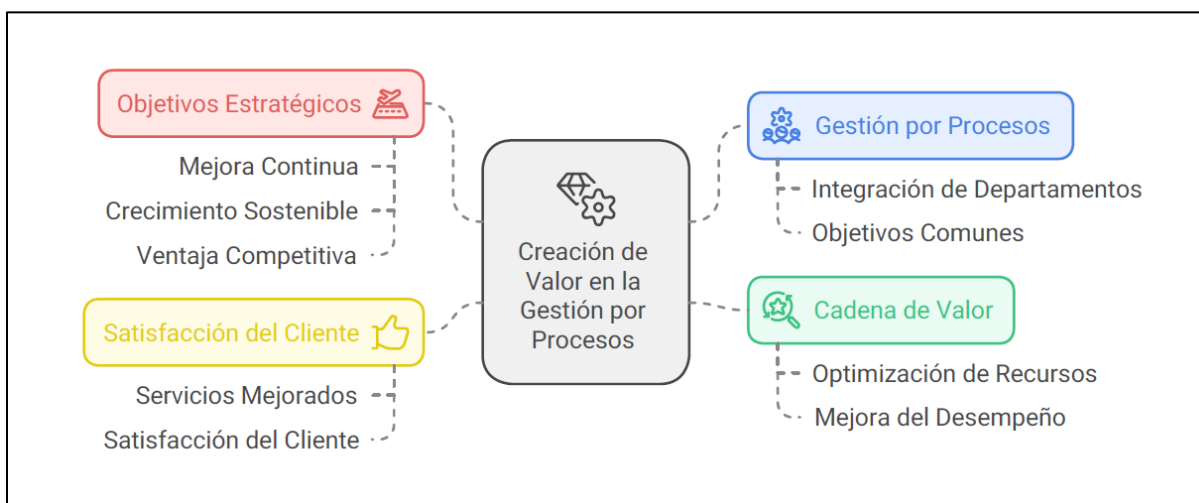 Objetivos Estratégicos
Mejora Continua
Crecimiento Sostenible
Ventaja Competitiva
Satisfacción del Cliente
Servicios Mejorados
Satisfacción del Cliente
Creación de
Valor en la
Gestión por
Procesos
Gestión por Procesos
Integración de Departamentos
Objetivos Comunes
Cadena de Valor
Optimización de Recursos
Mejora del Desempeño